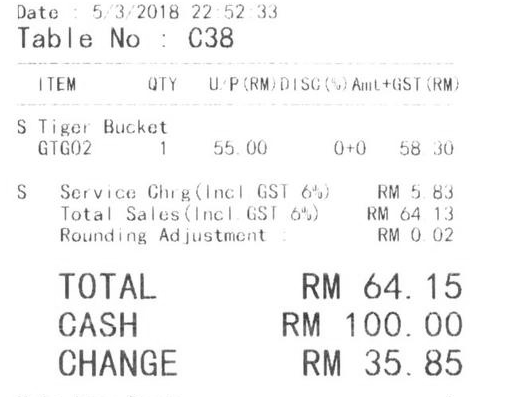 Date : 5/3/2018 22:52:33
Table No : C38
ITEM QTY U/P(RM) DISC(%) Amt+GST(RM)
S Tiger Bucket
GTG02 1 55.00 0+0 58.30
S Service Chrg(Incl GST 6%) RM 5.83
Total Sales(Incl GST 6%) RM 64.13
Rounding Adjustment : RM 0.02
TOTAL RM 64.15
CASH RM 100.00
CHANGE RM 35.85